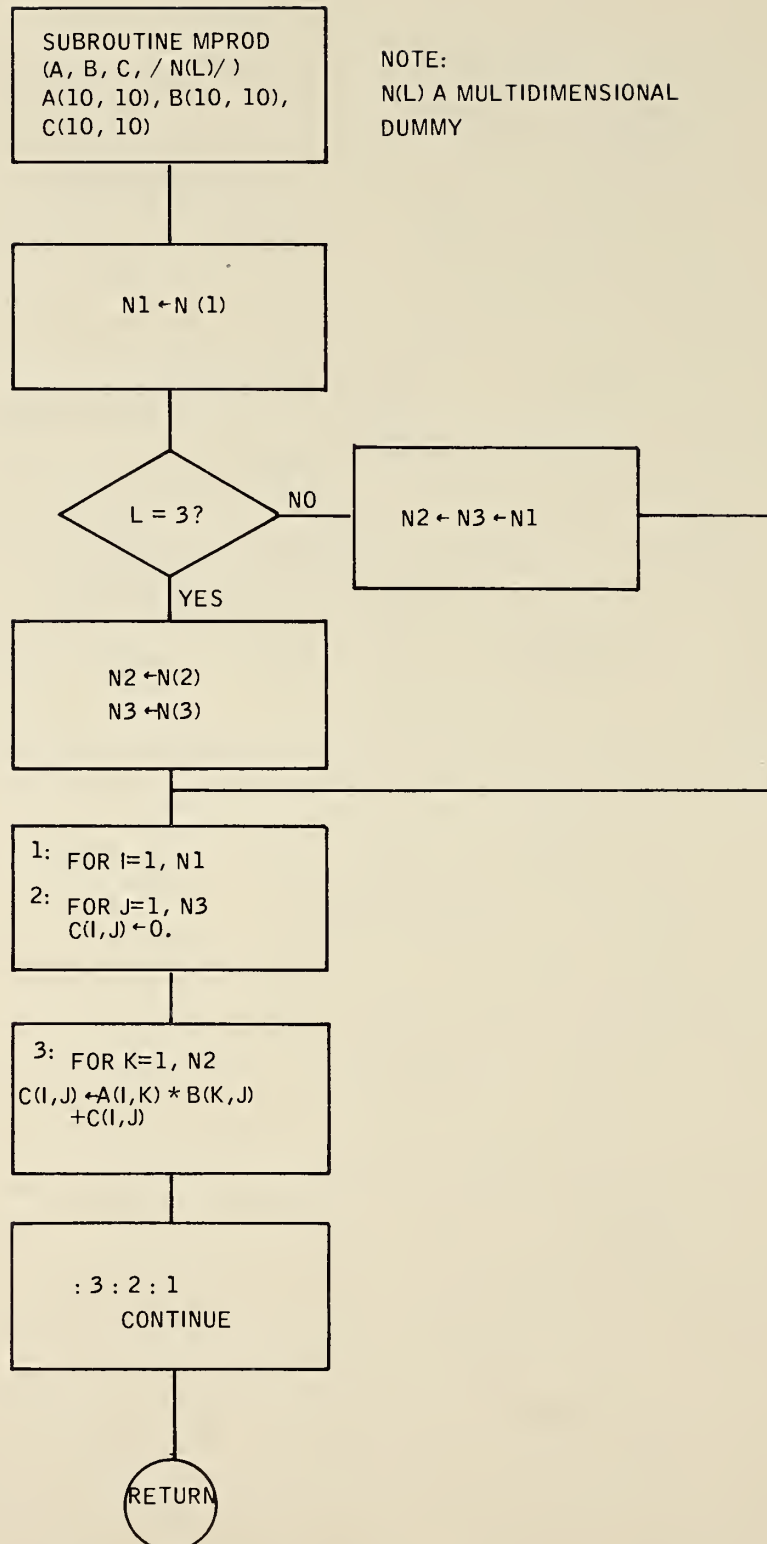 SUBROUTINE MPROD
(A, B, C, / N(L)/ )
A(10, 10), B(10, 10),
C(10, 10)
NOTE:
N(L) A MULTIDIMENSIONAL
DUMMY
N1 ← N (1)
L = 3?
NO
N2 ← N3 ← N1
YES
N2 ← N(2)
N3 ← N(3)
1: FOR I=1, N1
2: FOR J=1, N3
C(I,J) ← 0.
3: FOR K=1, N2
C(I,J) ← A(I,K) * B(K,J)
+C(I,J)
: 3 : 2 : 1
CONTINUE
RETURN